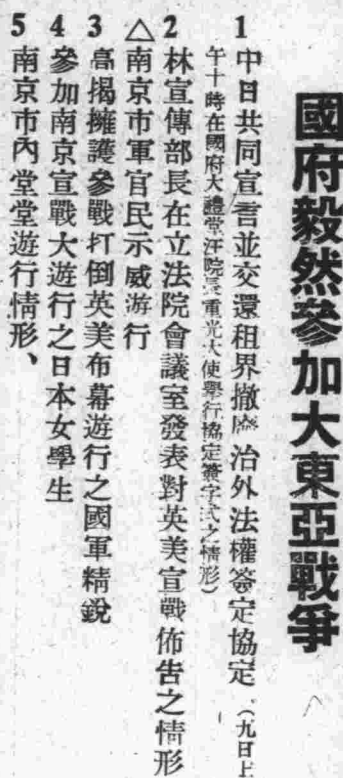 國府毅然參加大東亞戰爭
1 中日共同宣言並交還租界撤廢治外法權簽定協定(九日上
午十時在國府大禮堂汪院長重光大使舉行協定簽字式之情形)
2 林宣傳部長在立法院會議室發表對英美宣戰佈告之情形
△南京市軍官民示威游行
3 高揭擁護參戰打倒英美布幕遊行之國軍精銳
4 參加南京宣戰大遊行之日本女學生
5 南京市內堂堂遊行情形、